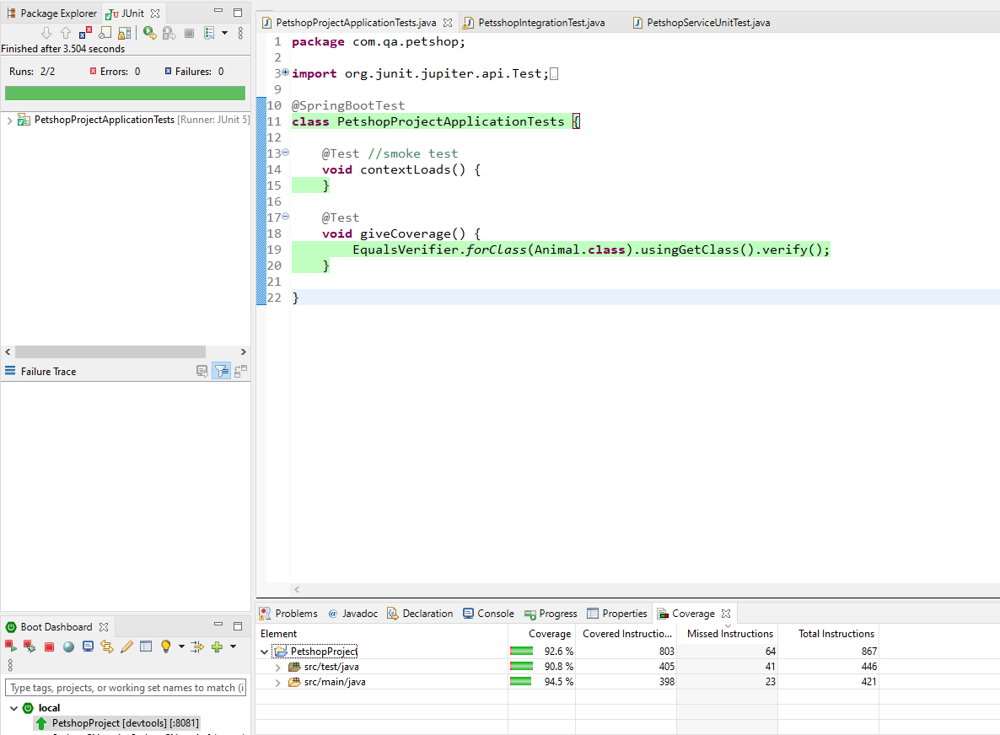 Package Explorer JUnit
Finished after 3.504 seconds
Runs: 2/2 Errors: 0 Failures: 0
PetshopProjectApplicationTests [Runner: JUnit 5]
Failure Trace
PetshopProjectApplicationTests.java PetsshopIntegrationTest.java PetshopServiceUnitTest.java
1 package com.qa.petshop;
2
3 import org.junit.jupiter.api.Test;
9
10 @SpringBootTest
11 class PetshopProjectApplicationTests {
12
13 @Test //smoke test
14 void contextLoads() {
15 }
16
17 @Test
18 void giveCoverage() {
19 EqualsVerifier.forClass(Animal.class).usingGetClass().verify();
20 }
21
22 }
Boot Dashboard
Type tags, projects, or working set names to match (i
local
PetshopProject [devtools] [:8081]
Problems @ Javadoc Declaration Console Progress Properties Coverage
Element Coverage Covered Instructio... Missed Instructions Total Instructions
PetshopProject 92.6 % 803 64 867
src/test/java 90.8 % 405 41 446
src/main/java 94.5 % 398 23 421